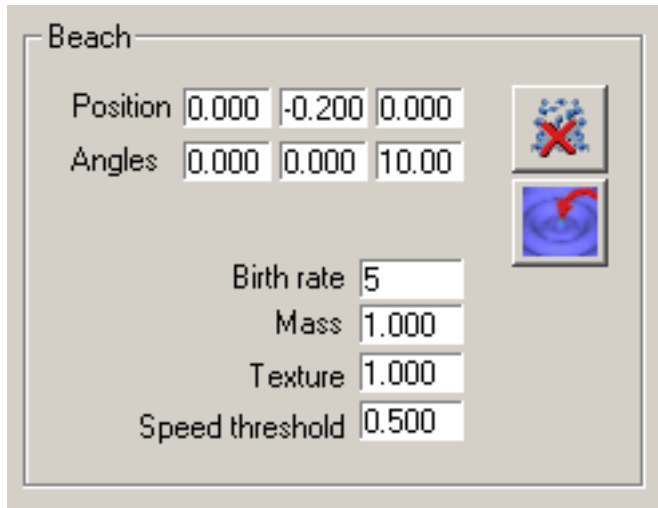 Beach
Position 0.000 -0.200 0.000
Angles 0.000 0.000 10.00
Birth rate 5
Mass 1.000
Texture 1.000
Speed threshold 0.500